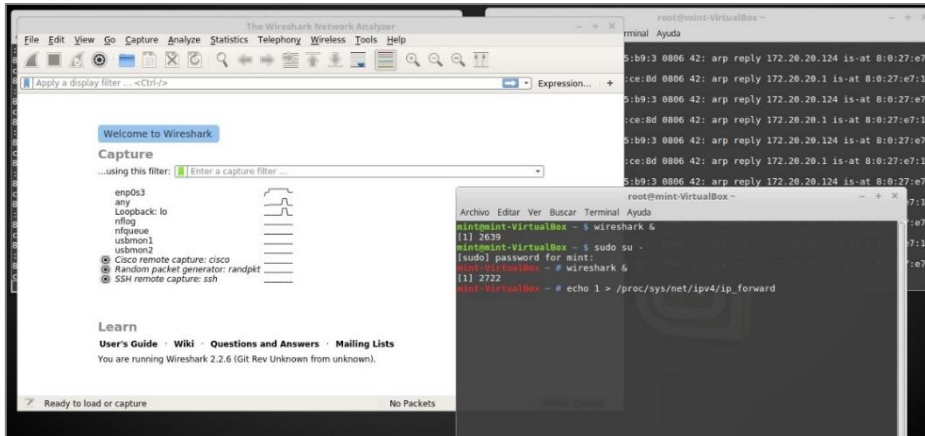 The Wireshark Network Analyzer
File Edit View Go Capture Analyze Statistics Telephony Wireless Tools Help
Apply a display filter ... <Ctrl-/>
Expression... +
Welcome to Wireshark
Capture
...using this filter: Enter a capture filter ...
enp0s3
any
Loopback: lo
nflog
nfqueue
usbmon1
usbmon2
Cisco remote capture: cisco
Random packet generator: randpkt
SSH remote capture: ssh
Learn
User's Guide · Wiki · Questions and Answers · Mailing Lists
You are running Wireshark 2.2.6 (Git Rev Unknown from unknown).
Ready to load or capture
No Packets
root@mint-VirtualBox ~
rminal Ayuda
5:b9:3 0806 42: arp reply 172.20.20.124 is-at 8:0:27:e7
:ce:8d 0806 42: arp reply 172.20.20.1 is-at 8:0:27:e7:1
5:b9:3 0806 42: arp reply 172.20.20.124 is-at 8:0:27:e7
:ce:8d 0806 42: arp reply 172.20.20.1 is-at 8:0:27:e7:1
5:b9:3 0806 42: arp reply 172.20.20.124 is-at 8:0:27:e7
:ce:8d 0806 42: arp reply 172.20.20.1 is-at 8:0:27:e7:1
5:b9:3 0806 42: arp reply 172.20.20.124 is-at 8:0:27:e7
root@mint-VirtualBox ~
Archivo Editar Ver Buscar Terminal Ayuda
mint@mint-VirtualBox ~ $ wireshark &
[1] 2639
mint@mint-VirtualBox ~ $ sudo su -
[sudo] password for mint:
mint-VirtualBox ~ # wireshark &
[1] 2722
mint-VirtualBox ~ # echo 1 > /proc/sys/net/ipv4/ip_forward